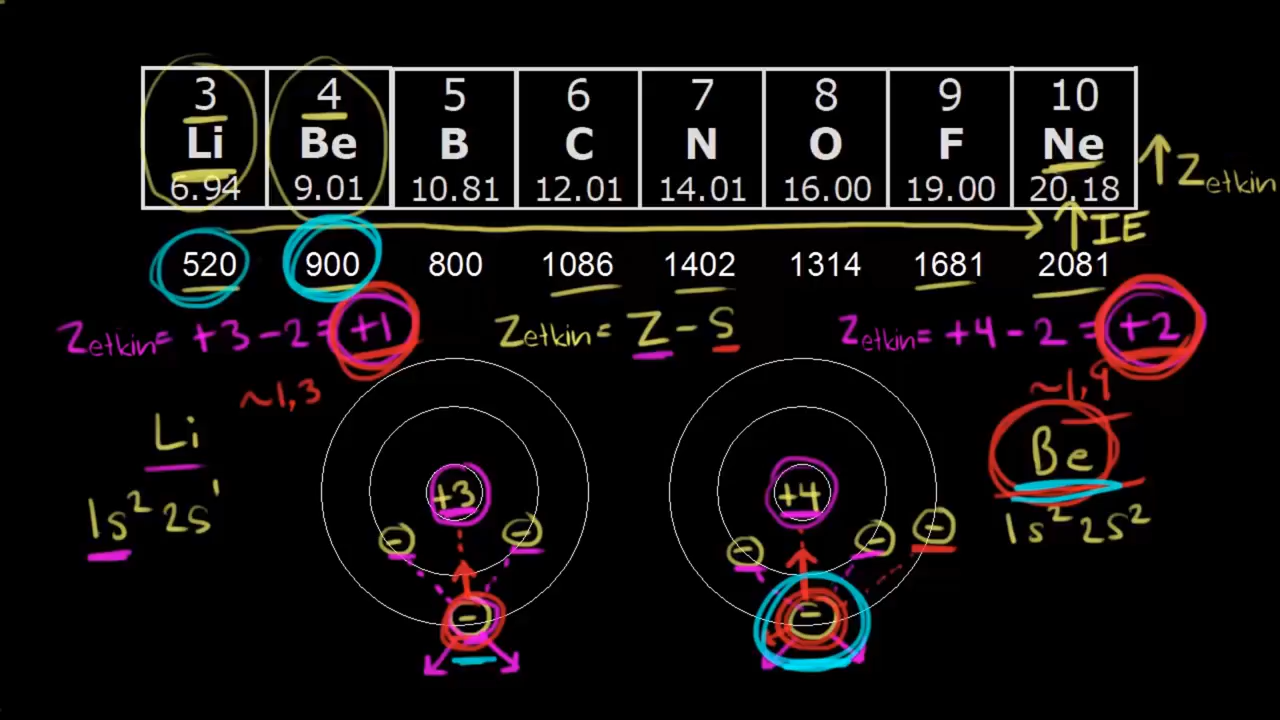 3 4 5 6 7 8 9 10
Li Be B C N O F Ne
6.94 9.01 10.81 12.01 14.01 16.00 19.00 20.18
↑Zetkin
↑IE
520 900 800 1086 1402 1314 1681 2081
Zetkin= +3-2= +1
Zetkin= Z-S
Zetkin= +4-2= +2
~1,3
~1,9
Li
Be
1s² 2s¹
1s² 2s²
+3
+4
- -
- - -
-
-